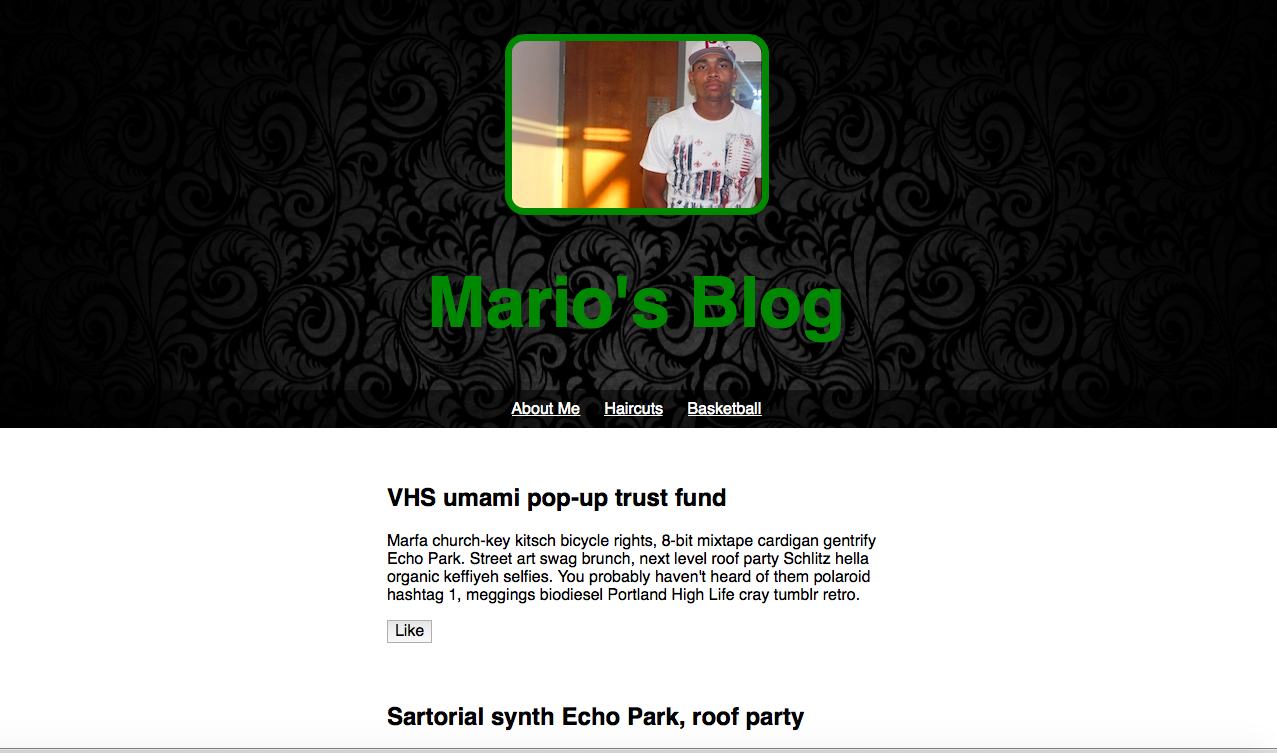 Mario's Blog
About Me Haircuts Basketball
VHS umami pop-up trust fund
Marfa church-key kitsch bicycle rights, 8-bit mixtape cardigan gentrify
Echo Park. Street art swag brunch, next level roof party Schlitz hella
organic keffiyeh selfies. You probably haven't heard of them polaroid
hashtag 1, meggings biodiesel Portland High Life cray tumblr retro.
Like
Sartorial synth Echo Park, roof party